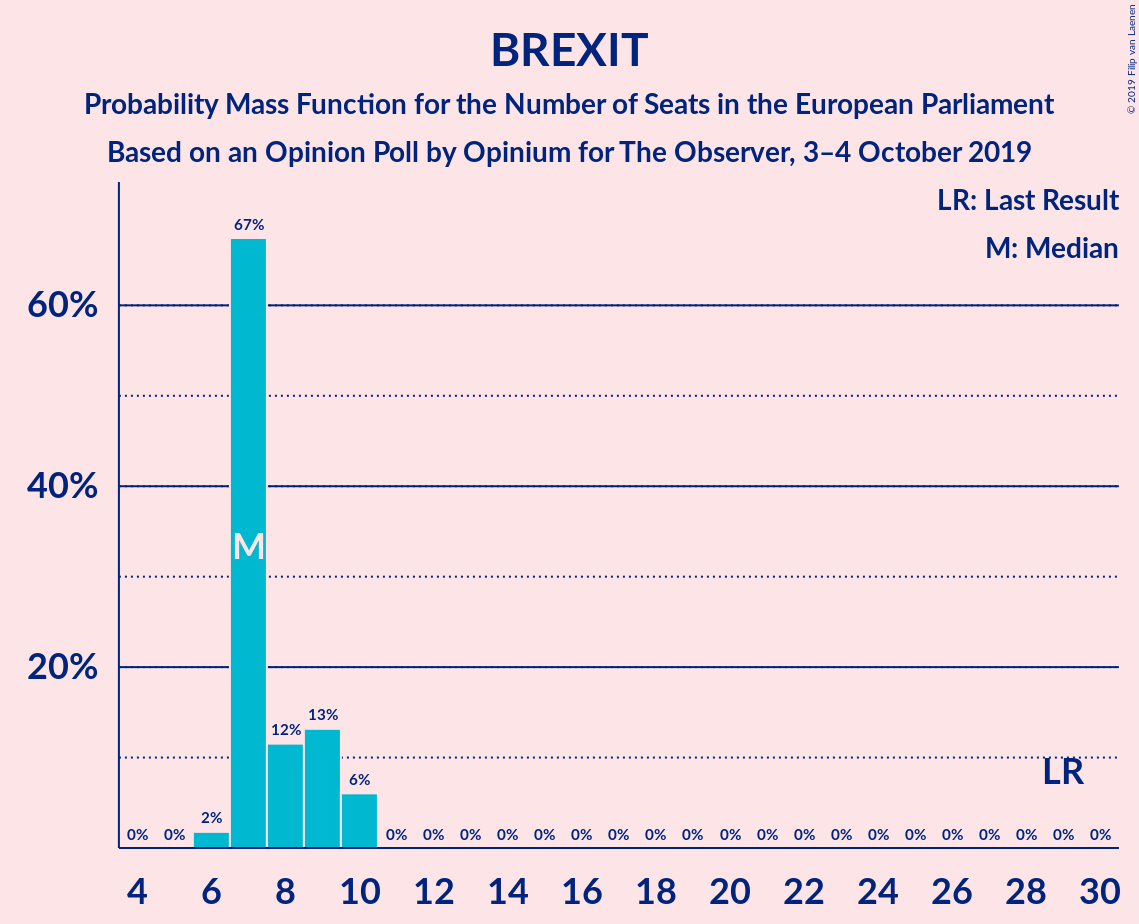 BREXIT
Probability Mass Function for the Number of Seats in the European Parliament
Based on an Opinion Poll by Opinium for The Observer, 3–4 October 2019
© 2019 Filip van Laenen
LR: Last Result
M: Median
67%
60%
40%
M
20%
13%
12%
LR
6%
2%
0% 0% 0% 0% 0% 0% 0% 0% 0% 0% 0% 0% 0% 0% 0% 0% 0% 0% 0% 0% 0% 0%
4 6 8 10 12 14 16 18 20 22 24 26 28 30